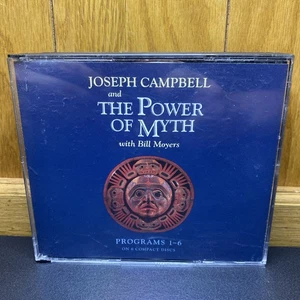 JOSEPH CAMPBELL
and
THE POWER
OF MYTH
with Bill Moyers
PROGRAMS 1–6
ON 6 COMPACT DISCS